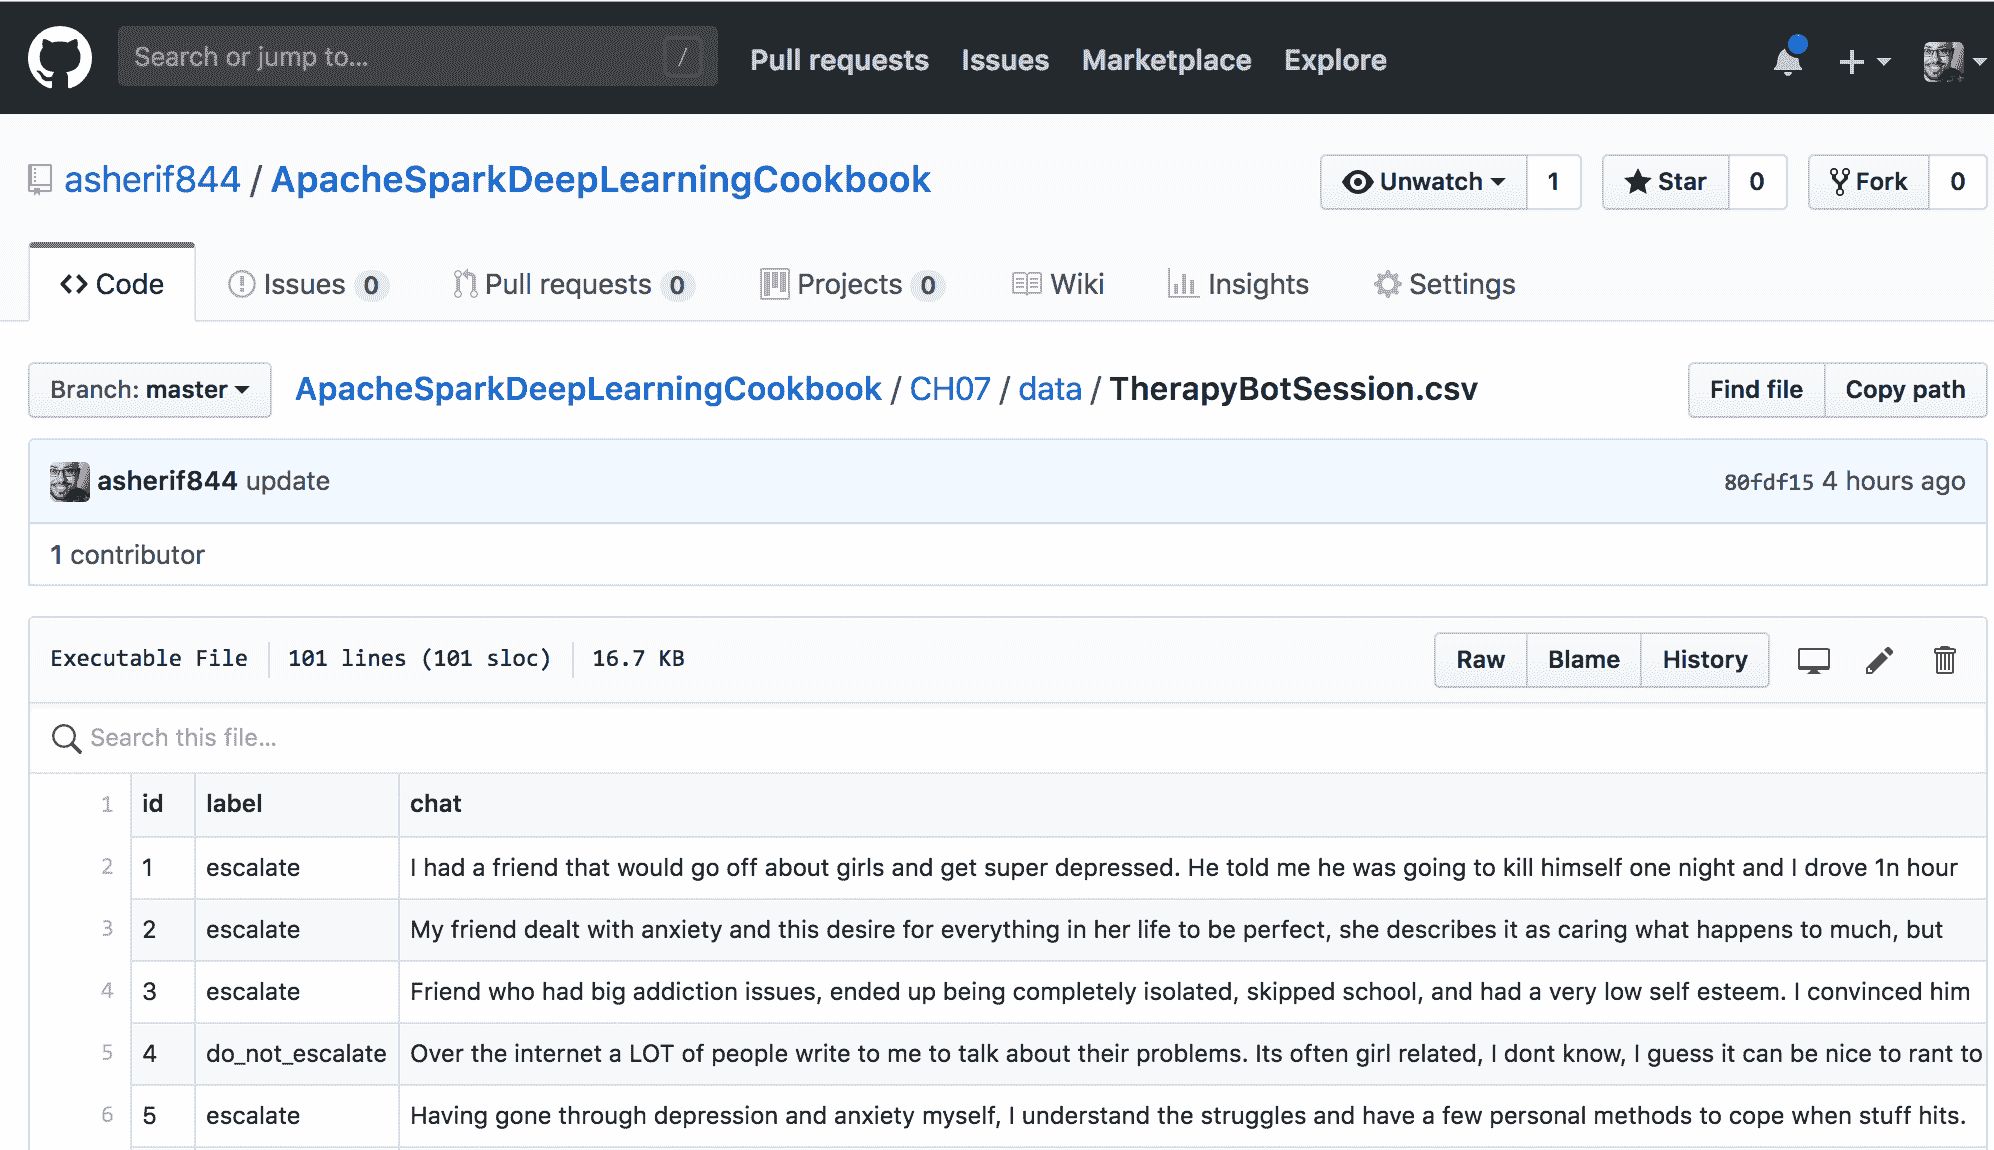 Search or jump to... / Pull requests Issues Marketplace Explore
asherif844 / ApacheSparkDeepLearningCookbook Unwatch 1 Star 0 Fork 0
Code Issues 0 Pull requests 0 Projects 0 Wiki Insights Settings
Branch: master ApacheSparkDeepLearningCookbook / CH07 / data / TherapyBotSession.csv Find file Copy path
asherif844 update 80fdf15 4 hours ago
1 contributor
Executable File 101 lines (101 sloc) 16.7 KB Raw Blame History
Search this file...
1 id label chat
2 1 escalate I had a friend that would go off about girls and get super depressed. He told me he was going to kill himself one night and I drove 1n hour
3 2 escalate My friend dealt with anxiety and this desire for everything in her life to be perfect, she describes it as caring what happens to much, but
4 3 escalate Friend who had big addiction issues, ended up being completely isolated, skipped school, and had a very low self esteem. I convinced him
5 4 do_not_escalate Over the internet a LOT of people write to me to talk about their problems. Its often girl related, I dont know, I guess it can be nice to rant to
6 5 escalate Having gone through depression and anxiety myself, I understand the struggles and have a few personal methods to cope when stuff hits.